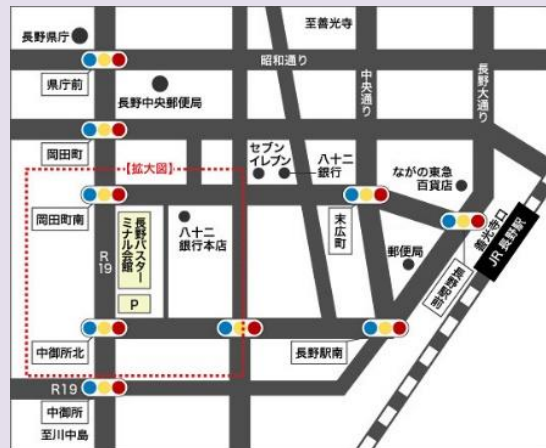 至善光寺
長野県庁
昭和通り
県庁前
長野中央郵便局
中央通り
長野大通り
岡田町
【拡大図】
セブン
イレブン
八十二
銀行
ながの東急
百貨店
岡田町南
長野バスター
ミナル会館
八十二
銀行本店
末広町
善光寺口
JR 長野駅
R
19
郵便局
長野駅前
P
中御所北
長野駅南
R19
中御所
至川中島